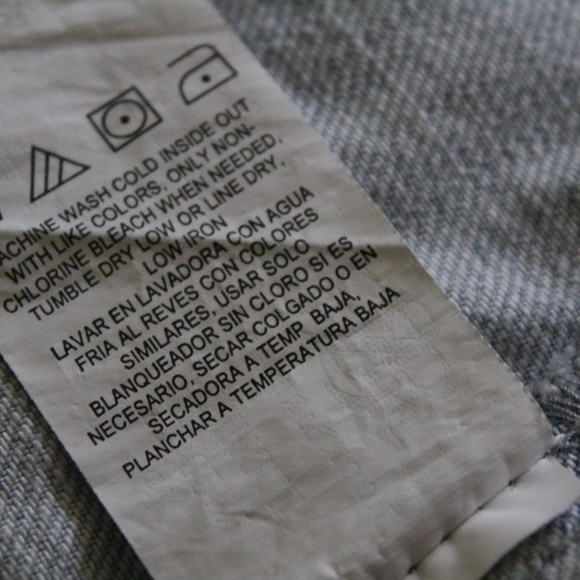 MACHINE WASH COLD INSIDE OUT
WITH LIKE COLORS, ONLY NON-
CHLORINE BLEACH WHEN NEEDED,
TUMBLE DRY LOW OR LINE DRY,
LOW IRON
LAVAR EN LAVADORA CON AGUA
FRIA AL REVES CON COLORES
SIMILARES, USAR SOLO
BLANQUEADOR SIN CLORO SI ES
NECESARIO, SECAR COLGADO O EN
SECADORA A TEMP BAJA,
PLANCHAR A TEMPERATURA BAJA